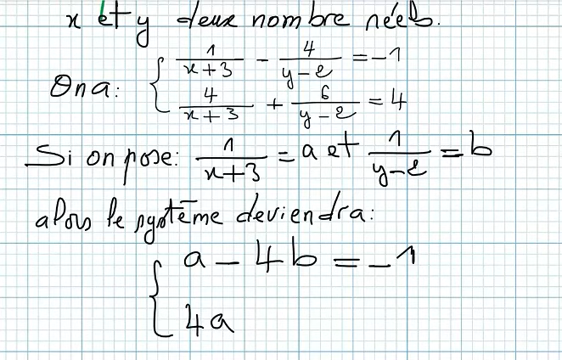 x et y deux nombre réels.
On a : { 1/(x+3) - 4/(y-2) = -1
4/(x+3) + 6/(y-2) = 4
Si on pose : 1/(x+3) = a et 1/(y-2) = b
alors le système deviendra :
{ a - 4b = -1
4a